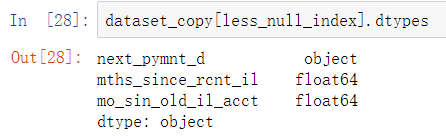 In [28]: dataset_copy[less_null_index].dtypes
Out[28]: next_pymnt_d object
mths_since_rcnt_il float64
mo_sin_old_il_acct float64
dtype: object